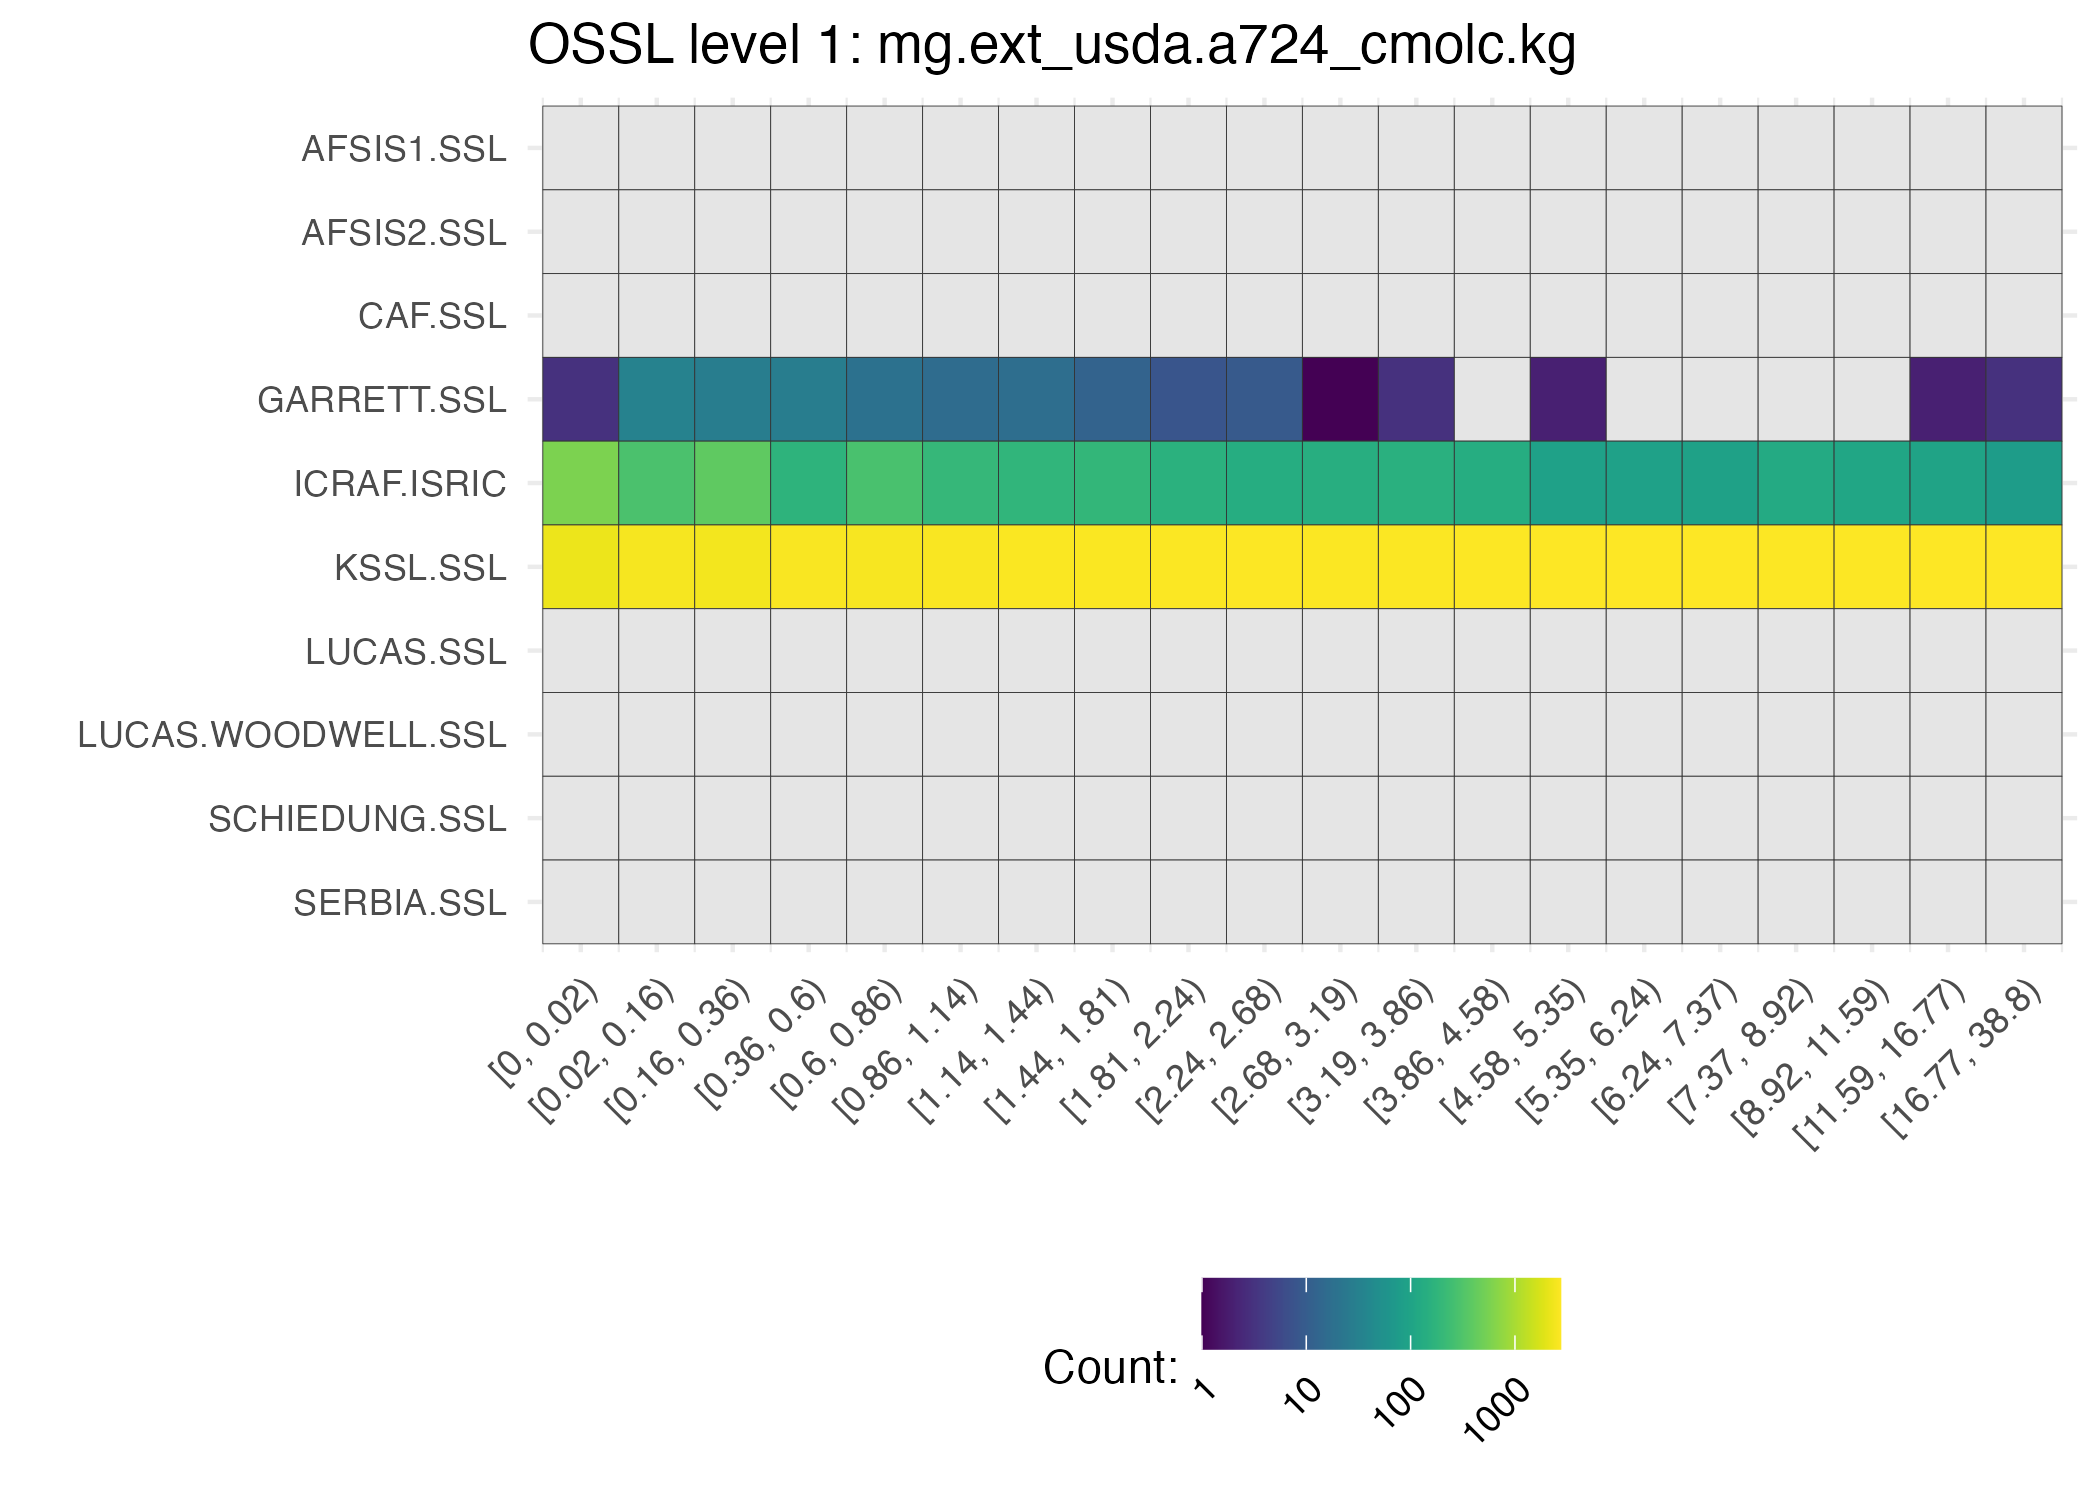 OSSL level 1: mg.ext_usda.a724_cmolc.kg
AFSIS1.SSL
AFSIS2.SSL
CAF.SSL
GARRETT.SSL
ICRAF.ISRIC
KSSL.SSL
LUCAS.SSL
LUCAS.WOODWELL.SSL
SCHIEDUNG.SSL
SERBIA.SSL
[0, 0.02)
[0.02, 0.16)
[0.16, 0.36)
[0.36, 0.6)
[0.6, 0.86)
[0.86, 1.14)
[1.14, 1.44)
[1.44, 1.81)
[1.81, 2.24)
[2.24, 2.68)
[2.68, 3.19)
[3.19, 3.86)
[3.86, 4.58)
[4.58, 5.35)
[5.35, 6.24)
[6.24, 7.37)
[7.37, 8.92)
[8.92, 11.59)
[11.59, 16.77)
[16.77, 38.8)
Count:
1
10
100
1000